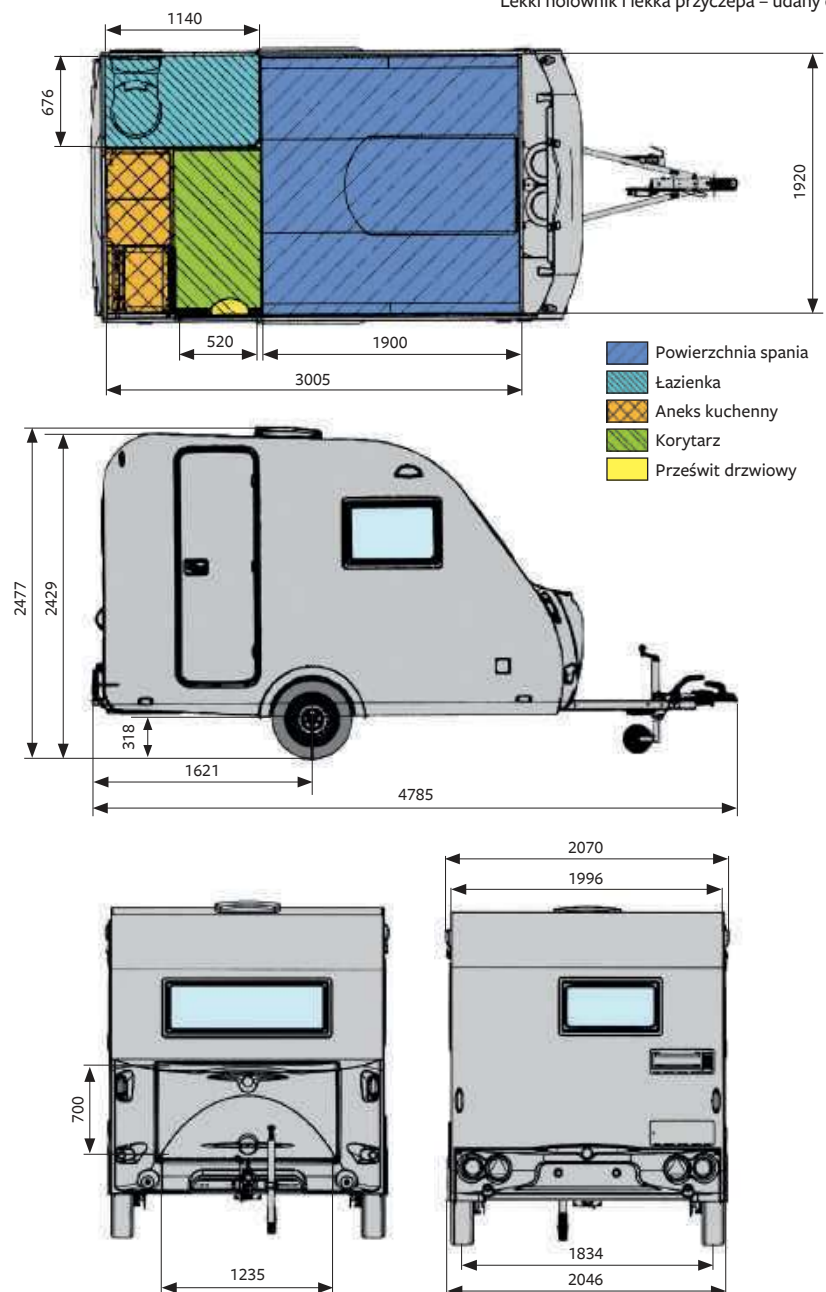 Lekki holownik i lekka przyczepa – udany
1140
676
1920
520
1900
3005
Powierzchnia spania
Łazienka
Aneks kuchenny
Korytarz
Prześwit drzwiowy
2477
2429
318
1621
4785
2070
1996
700
1235
1834
2046